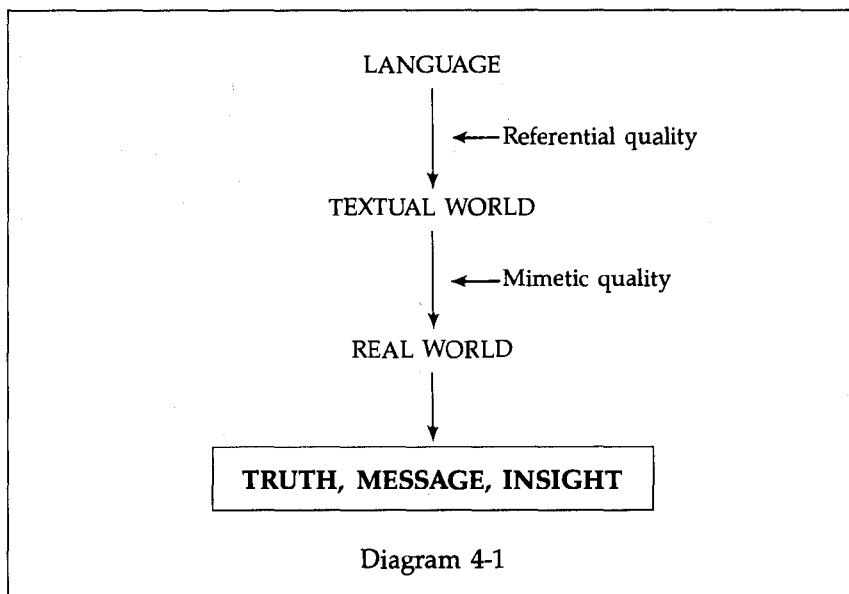 LANGUAGE
Referential quality
TEXTUAL WORLD
Mimetic quality
REAL WORLD
TRUTH, MESSAGE, INSIGHT
Diagram 4-1